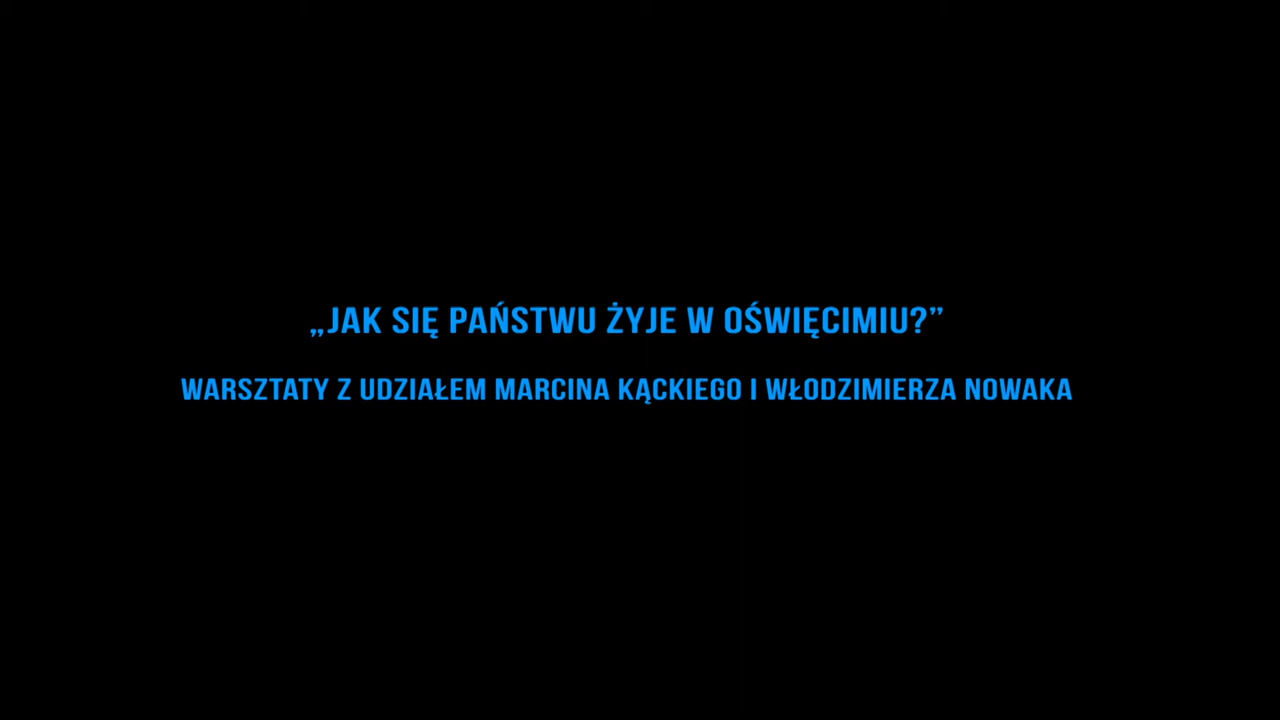 „JAK SIĘ PAŃSTWU ŻYJE W OŚWIĘCIMIU?”
WARSZTATY Z UDZIAŁEM MARCINA KĄCKIEGO I WŁODZIMIERZA NOWAKA